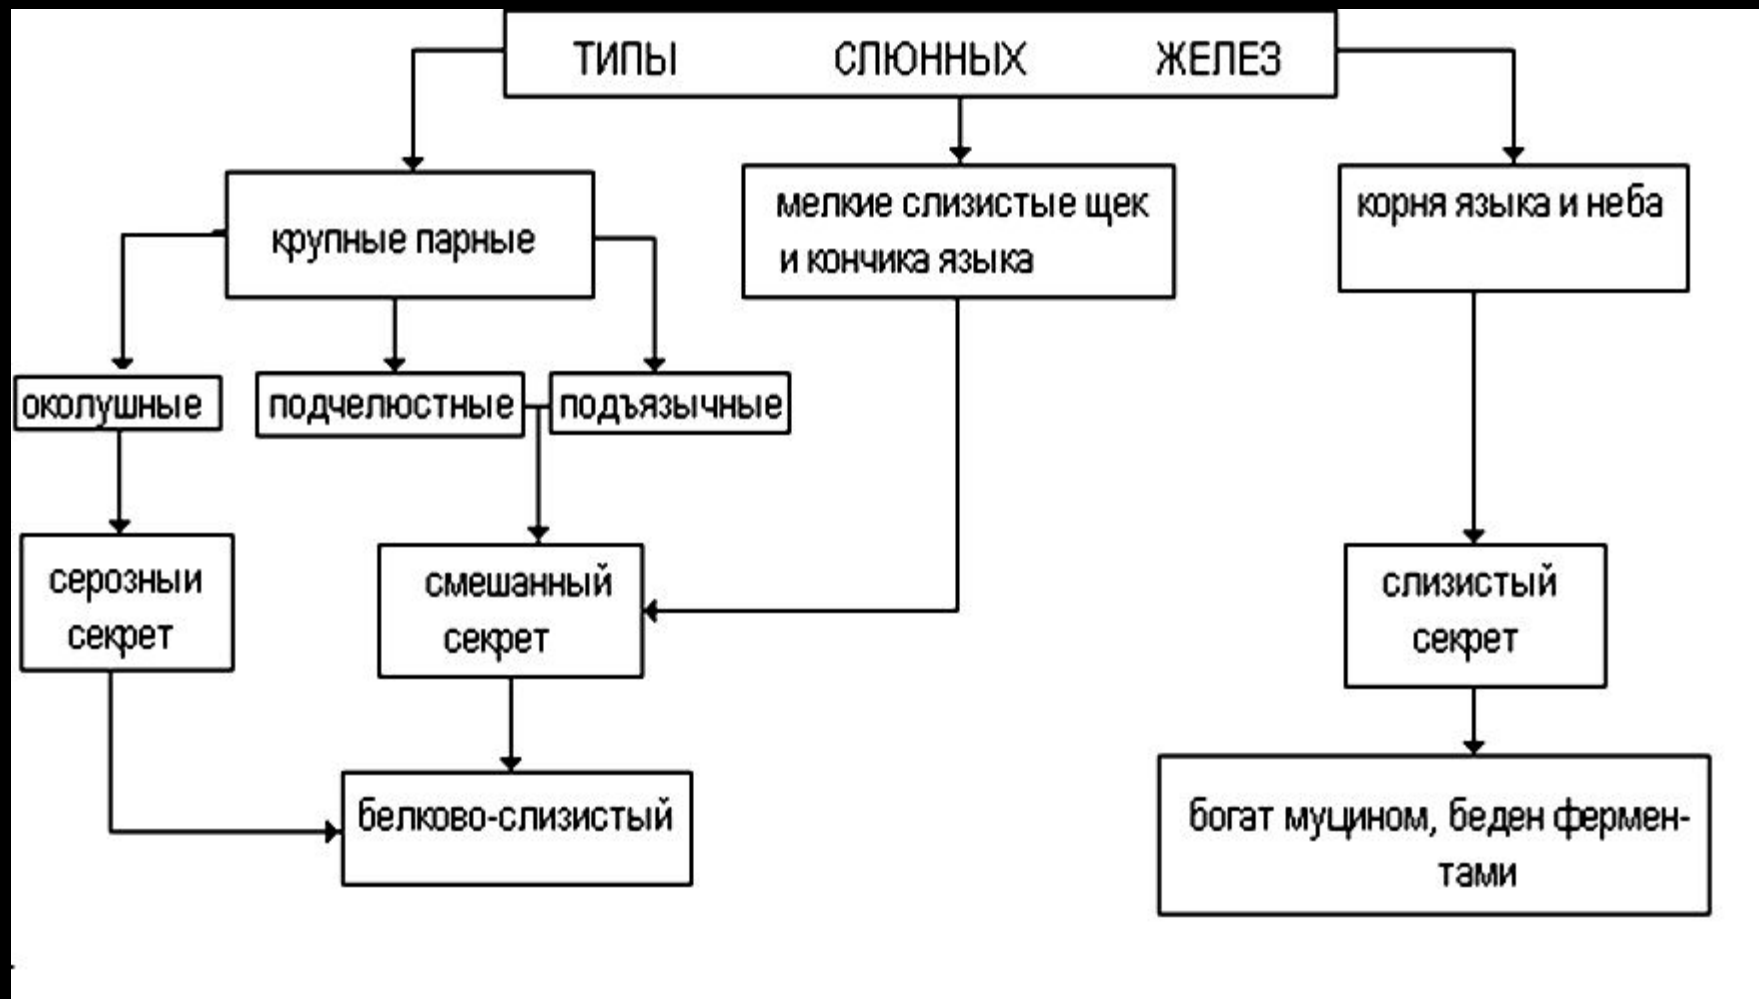 ТИПЫ СЛЮННЫХ ЖЕЛЕЗ
крупные парные
мелкие слизистые щек
и кончика языка
корня языка и неба
околушные
подчелюстные
подъязычные
серозныи
секрет
смешанный
секрет
слизистый
секрет
белково-слизистый
богат муцином, беден фермен-
тами